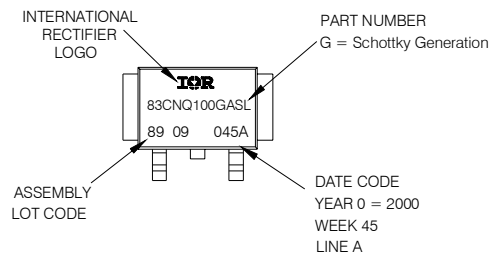 INTERNATIONAL
RECTIFIER
LOGO
PART NUMBER
G = Schottky Generation
IOR
83CNQ100GASL
89 09 045A
ASSEMBLY
LOT CODE
DATE CODE
YEAR 0 = 2000
WEEK 45
LINE A